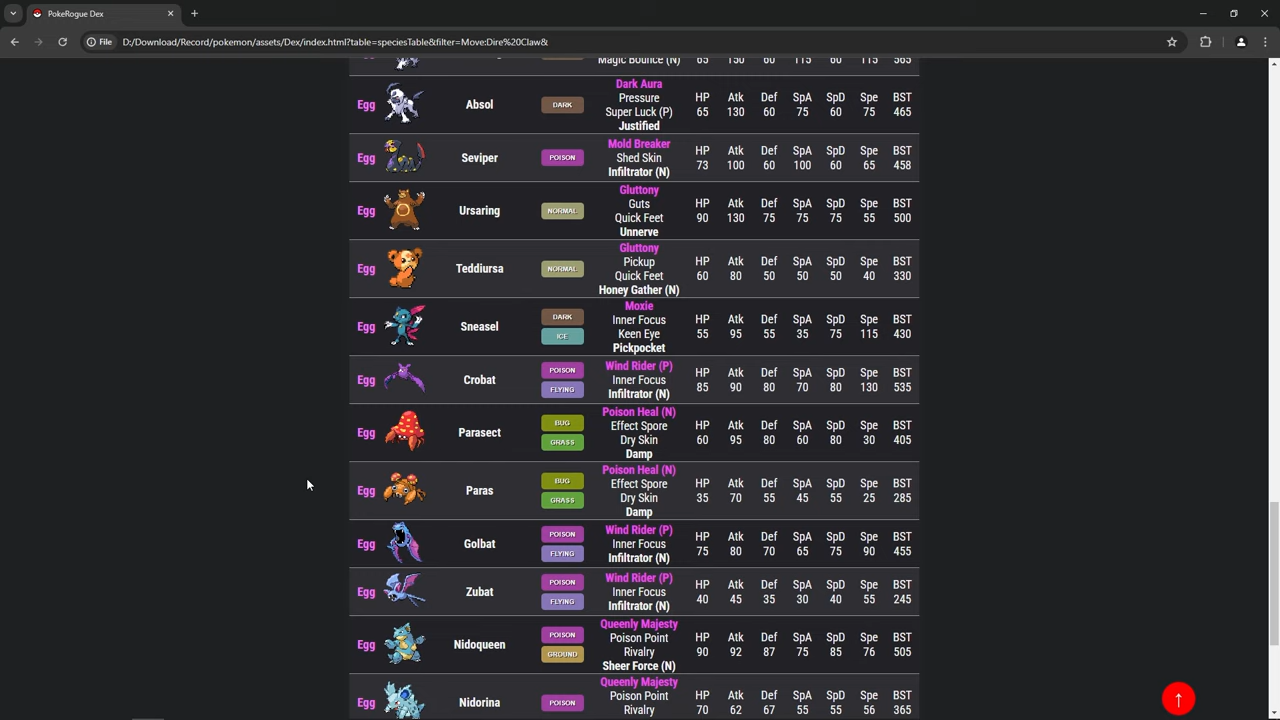 PokeRogue Dex
File D:/Download/Record/pokemon/assets/Dex/index.html?table=speciesTable&filter=Move:Dire%20Claw&
Magic Bounce (N) 65 150 60 115 60 115 565
Egg Absol DARK Dark Aura Pressure Super Luck (P) Justified HP 65 Atk 130 Def 60 SpA 75 SpD 60 Spe 75 BST 465
Egg Seviper POISON Mold Breaker Shed Skin Infiltrator (N) HP 73 Atk 100 Def 60 SpA 100 SpD 60 Spe 65 BST 458
Egg Ursaring NORMAL Gluttony Guts Quick Feet Unnerve HP 90 Atk 130 Def 75 SpA 75 SpD 75 Spe 55 BST 500
Egg Teddiursa NORMAL Gluttony Pickup Quick Feet Honey Gather (N) HP 60 Atk 80 Def 50 SpA 50 SpD 50 Spe 40 BST 330
Egg Sneasel DARK ICE Moxie Inner Focus Keen Eye Pickpocket HP 55 Atk 95 Def 55 SpA 35 SpD 75 Spe 115 BST 430
Egg Crobat POISON FLYING Wind Rider (P) Inner Focus Infiltrator (N) HP 85 Atk 90 Def 80 SpA 70 SpD 80 Spe 130 BST 535
Egg Parasect BUG GRASS Poison Heal (N) Effect Spore Dry Skin Damp HP 60 Atk 95 Def 80 SpA 60 SpD 80 Spe 30 BST 405
Egg Paras BUG GRASS Poison Heal (N) Effect Spore Dry Skin Damp HP 35 Atk 70 Def 55 SpA 45 SpD 55 Spe 25 BST 285
Egg Golbat POISON FLYING Wind Rider (P) Inner Focus Infiltrator (N) HP 75 Atk 80 Def 70 SpA 65 SpD 75 Spe 90 BST 455
Egg Zubat POISON FLYING Wind Rider (P) Inner Focus Infiltrator (N) HP 40 Atk 45 Def 35 SpA 30 SpD 40 Spe 55 BST 245
Egg Nidoqueen POISON GROUND Queenly Majesty Poison Point Rivalry Sheer Force (N) HP 90 Atk 92 Def 87 SpA 75 SpD 85 Spe 76 BST 505
Egg Nidorina POISON Queenly Majesty Poison Point Rivalry HP 70 Atk 62 Def 67 SpA 55 SpD 55 Spe 56 BST 365